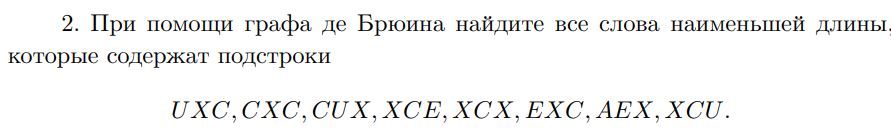 2. При помощи графа де Брюина найдите все слова наименьшей длины,
которые содержат подстроки
UXC, CXC, CUX, XCE, XCX, EXC, AEX, XCU.